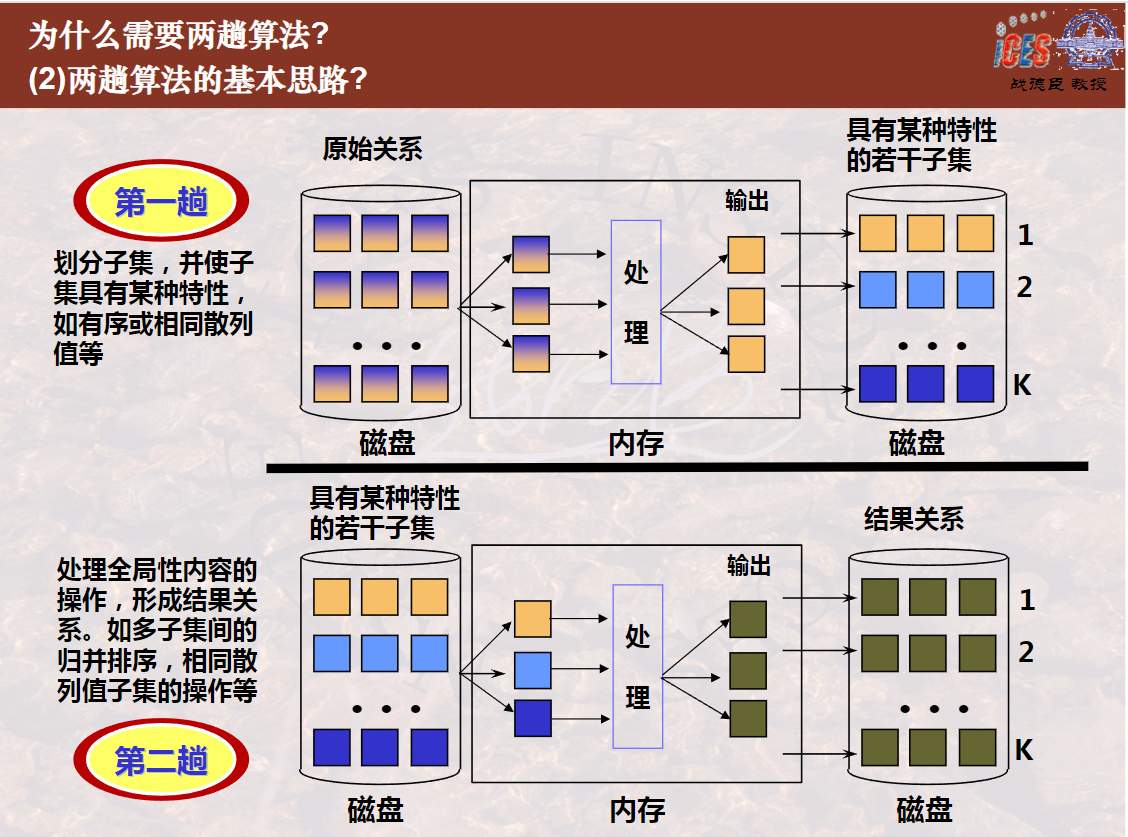 为什么需要两趟算法?
(2)两趟算法的基本思路?
iCES
战德臣 教授
第一趟
划分子集，并使子
集具有某种特性，
如有序或相同散列
值等
原始关系
输出
处
理
具有某种特性
的若干子集
1
2
K
磁盘
内存
磁盘
处理全局性内容的
操作，形成结果关
系。如多子集间的
归并排序，相同散
列值子集的操作等
第二趟
具有某种特性
的若干子集
输出
处
理
结果关系
1
2
K
磁盘
内存
磁盘